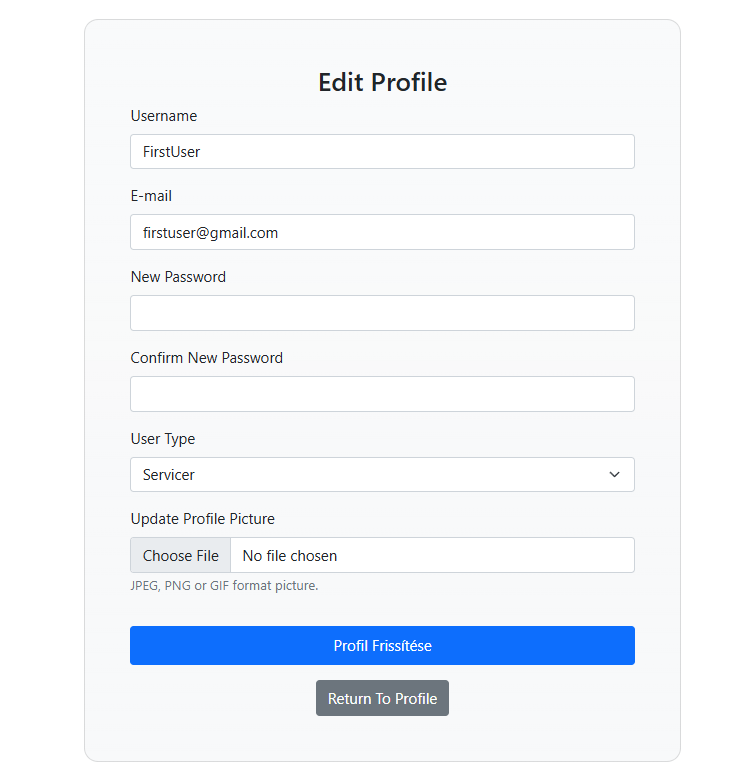 Edit Profile
Username
FirstUser
E-mail
firstuser@gmail.com
New Password
Confirm New Password
User Type
Servicer
Update Profile Picture
Choose File No file chosen
JPEG, PNG or GIF format picture.
Profil Frissítése
Return To Profile